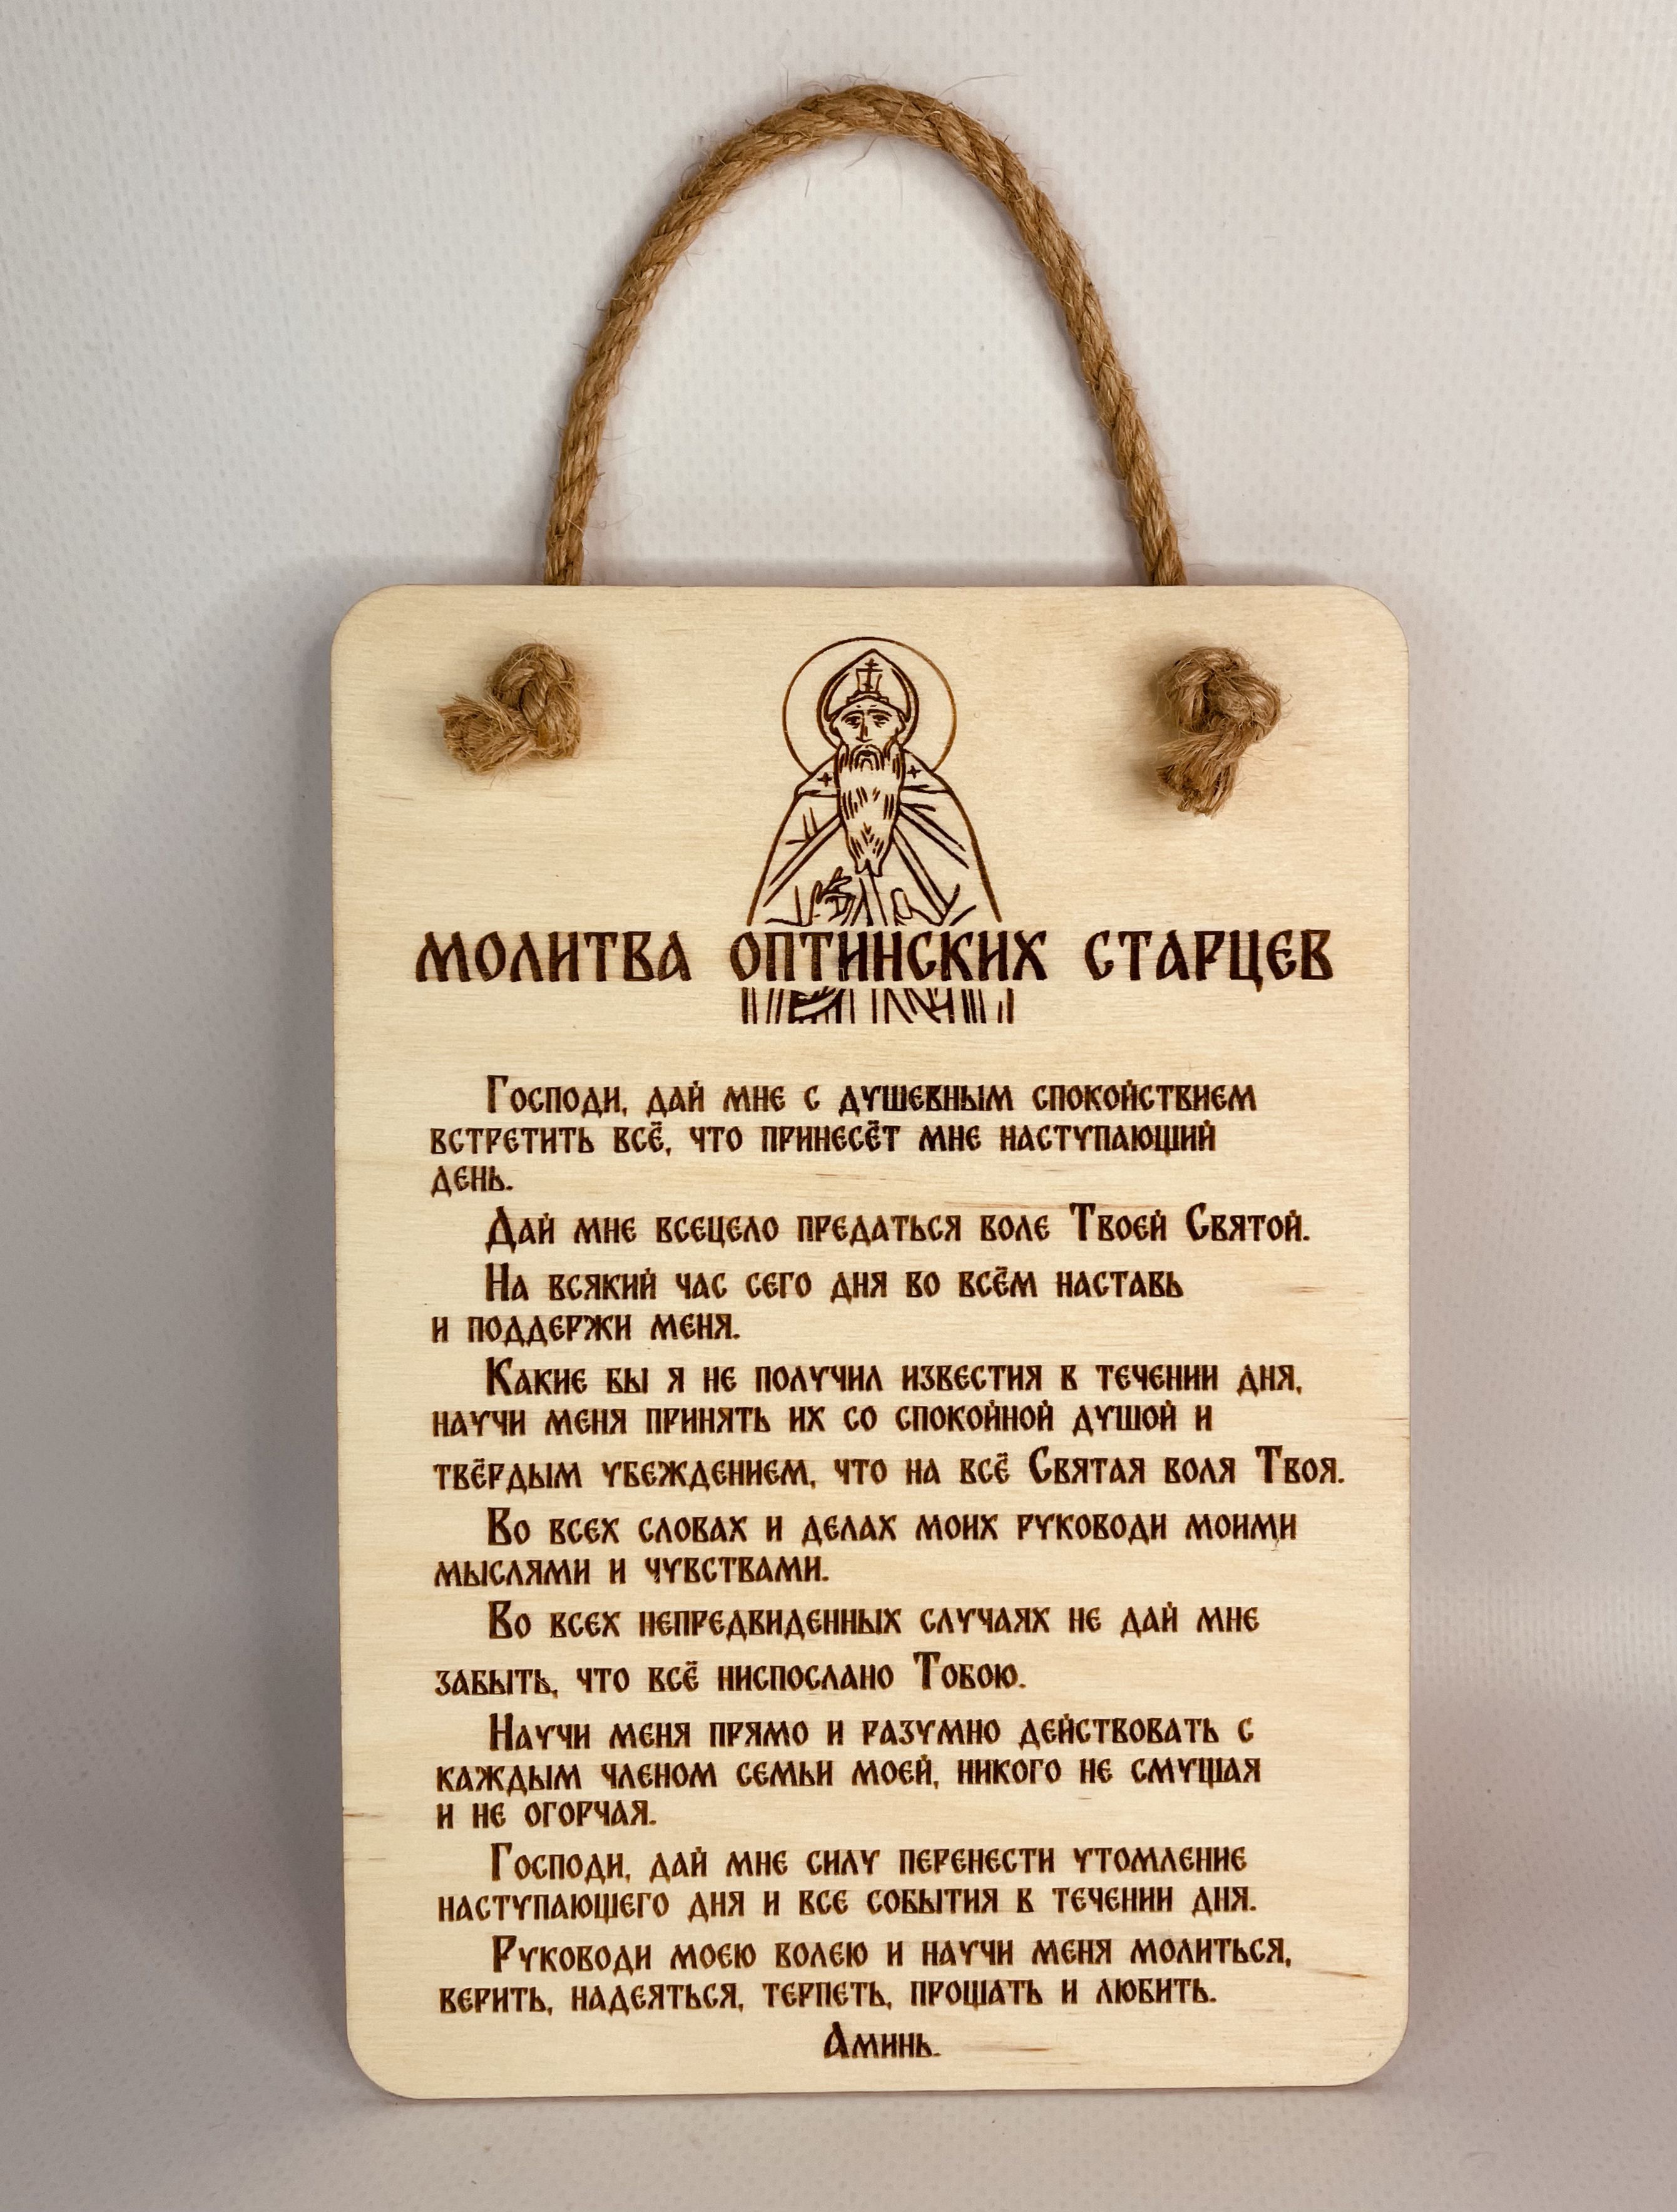 МОЛИТВА ОПТИНСКИХ СТАРЦЕВ
Господи, дай мне с душевным спокойствием
встретить всё, что принесёт мне наступающий
день.
Дай мне всецело предаться воле Твоей Святой.
На всякий час сего дня во всём наставь
и поддержи меня.
Какие бы я не получил известия в течении дня,
научи меня принять их со спокойной душой и
твёрдым убеждением, что на всё Святая воля Твоя.
Во всех словах и делах моих руководи моими
мыслями и чувствами.
Во всех непредвиденных случаях не дай мне
забыть, что всё ниспослано Тобою.
Научи меня прямо и разумно действовать с
каждым членом семьи моей, никого не смущая
и не огорчая.
Господи, дай мне силу перенести утомление
наступающего дня и все события в течении дня.
Руководи моею волею и научи меня молиться,
верить, надеяться, терпеть, прощать и любить.
Аминь.